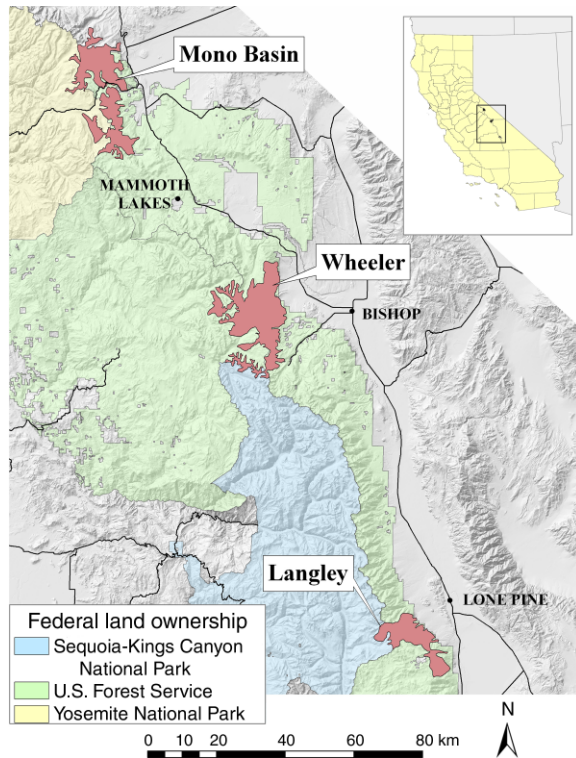 Mono Basin
MAMMOTH
LAKES
Wheeler
BISHOP
Langley
LONE PINE
Federal land ownership
Sequoia-Kings Canyon
National Park
U.S. Forest Service
Yosemite National Park
N
0 10 20 40 60 80 km